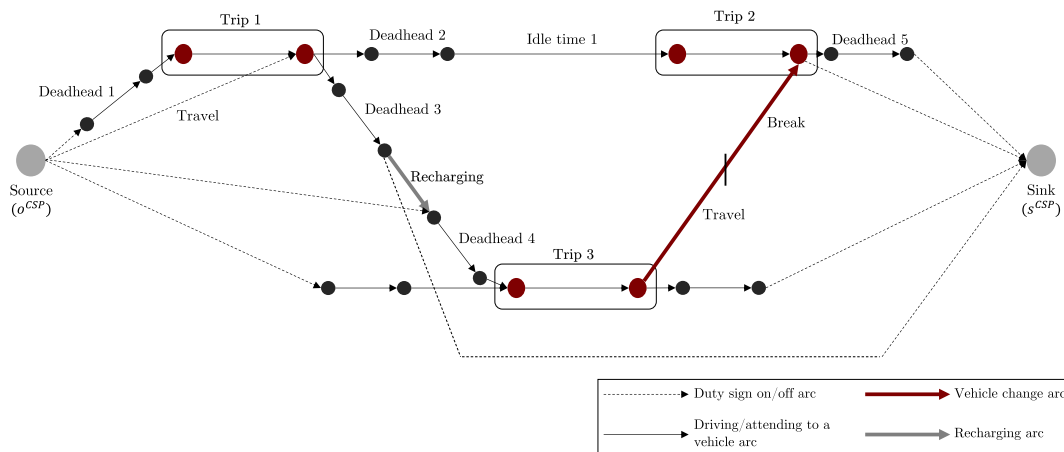 Trip 1
Trip 2
Deadhead 2
Idle time 1
Deadhead 5
Deadhead 1
Deadhead 3
Travel
Break
Source
(o^CSP)
Recharging
Sink
(s^CSP)
Travel
Deadhead 4
Trip 3
Duty sign on/off arc
Vehicle change arc
Driving/attending to a
vehicle arc
Recharging arc